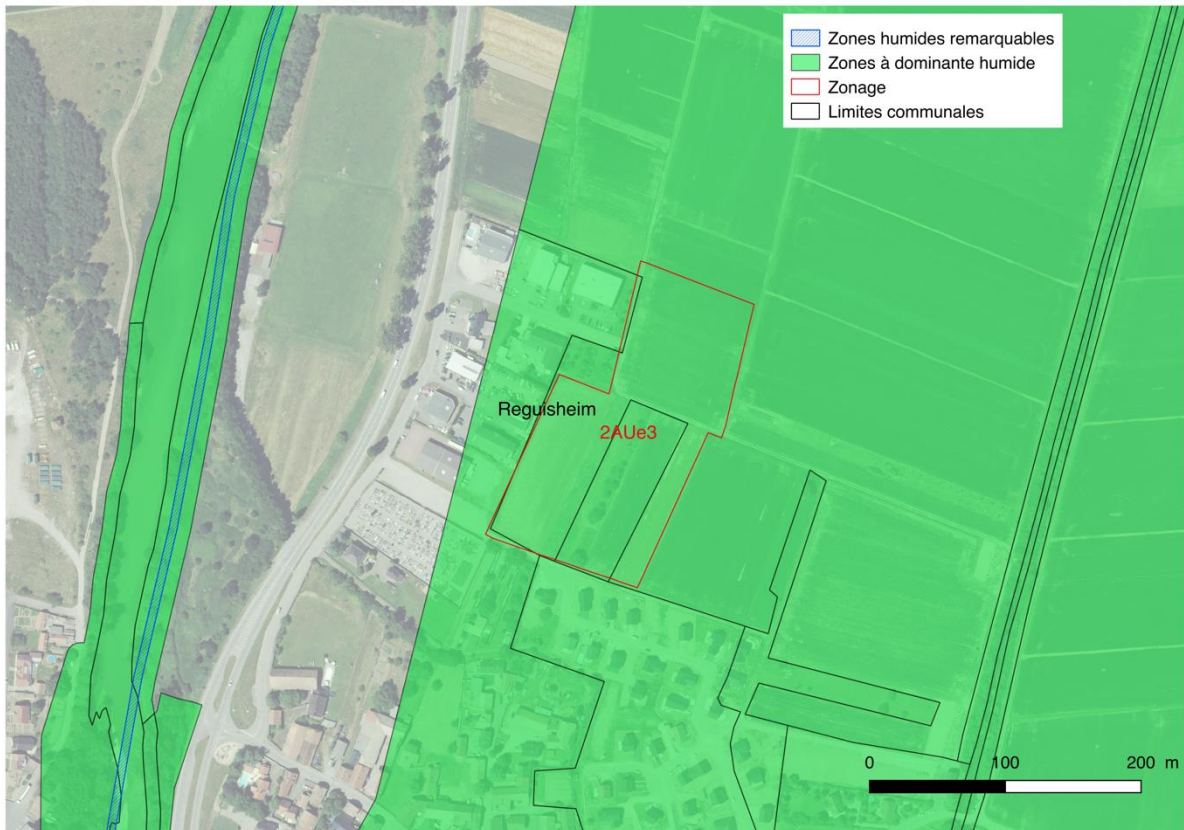 Zones humides remarquables
Zones à dominante humide
Zonage
Limites communales
Reguisheim
2AUe3
0 100 200 m